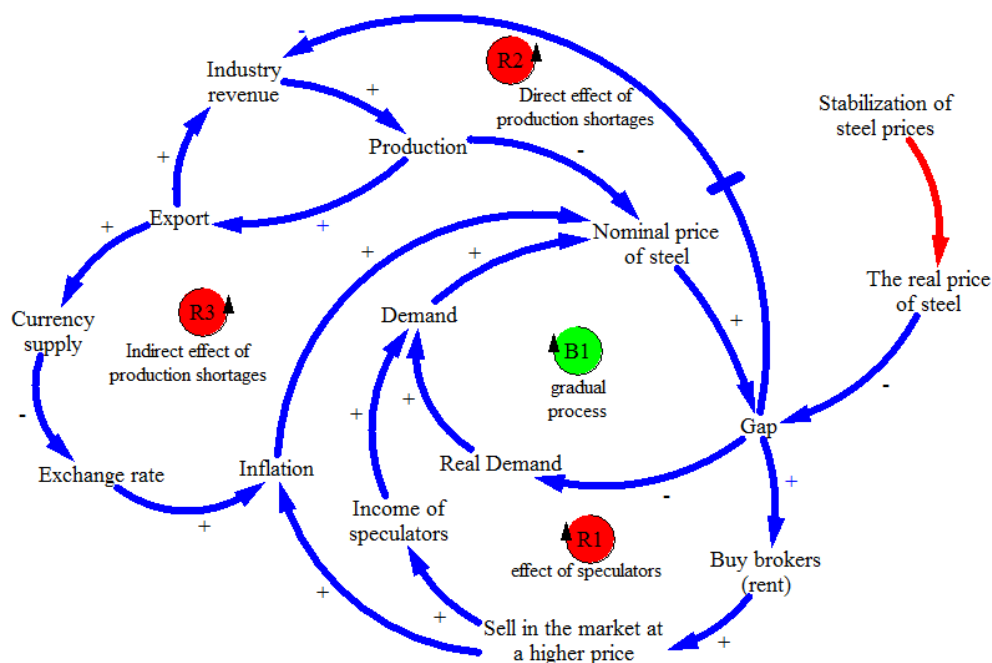 -
R2
Industry
revenue
+
Direct effect of
production shortages
Stabilization of
steel prices
Production
-
+
Export
+
+
+
+
Nominal price
of steel
The real price
of steel
Currency
supply
R3
Demand
Indirect effect of
production shortages
B1
gradual
process
+
-
-
+
+
Gap
Exchange rate
Inflation
Real Demand
+
-
+
Income of
speculators
R1
effect of speculators
Buy brokers
(rent)
+
+
Sell in the market at
a higher price
+